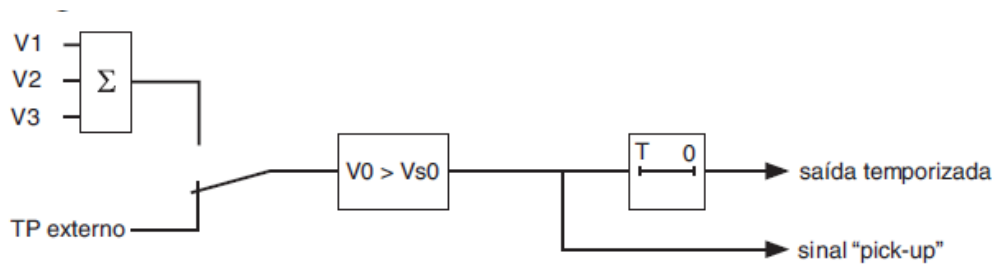 V1
V2
V3
Σ
TP externo
V0 > Vs0
T 0
saída temporizada
sinal “pick-up”